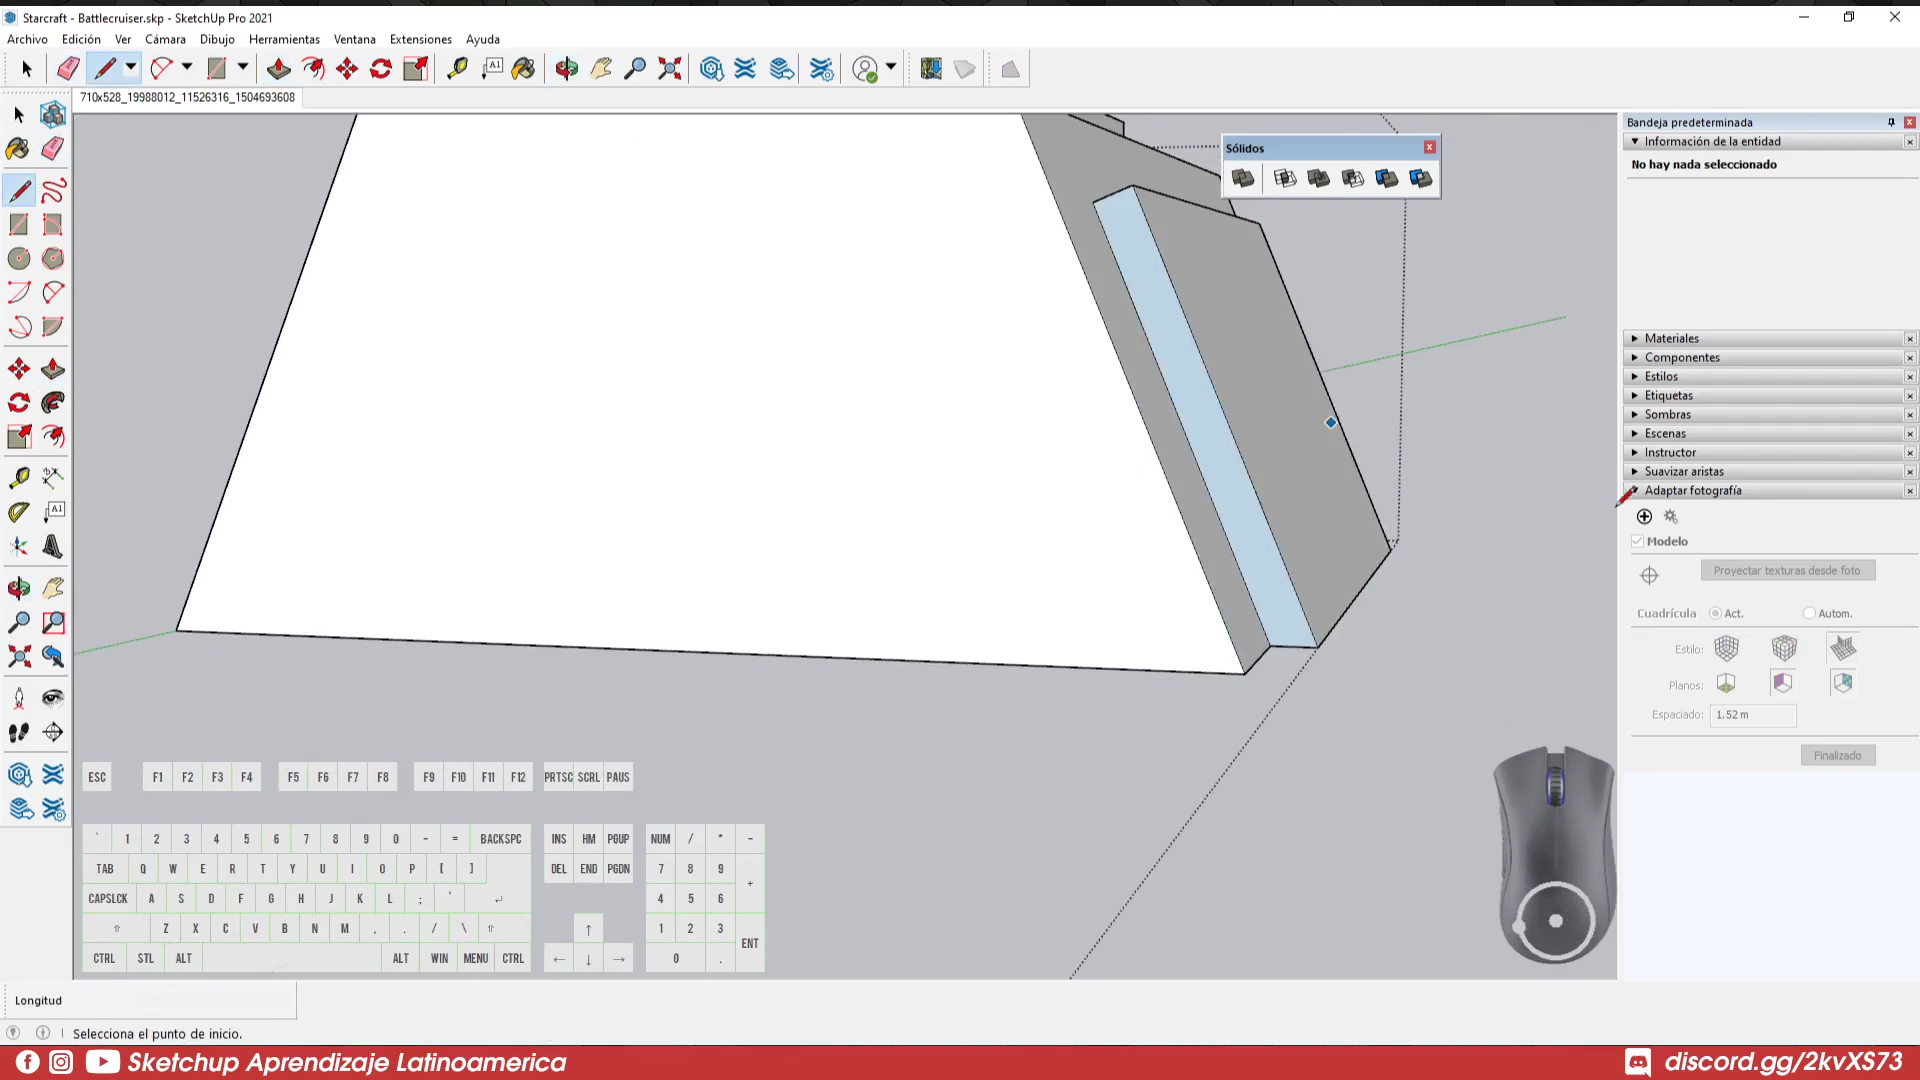 Starcraft - Battlecruiser.skp - SketchUp Pro 2021
Archivo Edición Ver Cámara Dibujo Herramientas Ventana Extensiones Ayuda
A1
710x528_19988012_11526316_1504693608
Bandeja predeterminada
Información de la entidad
No hay nada seleccionado
Sólidos
Materiales
Componentes
Estilos
Etiquetas
Sombras
Escenas
Instructor
Suavizar aristas
Adaptar fotografía
Modelo
Proyectar texturas desde foto
Cuadrícula Act. Autom.
Estilo:
Planos:
Espaciado: 1.52 m
Finalizado
A1
ESC F1 F2 F3 F4 F5 F6 F7 F8 F9 F10 F11 F12 PRTSC SCRL PAUS
` 1 2 3 4 5 6 7 8 9 0 - = BACKSPC INS HM PGUP NUM / * -
TAB Q W E R T Y U I O P [ ] DEL END PGDN 7 8 9 +
CAPSLCK A S D F G H J K L ; ' ↵ 4 5 6
⇧ Z X C V B N M , . / \ ⇧ ↑ 1 2 3 ENT
CTRL STL ALT ALT WIN MENU CTRL ← ↓ → 0 .
Longitud
Selecciona el punto de inicio.
Sketchup Aprendizaje Latinoamerica
discord.gg/2kvXS73